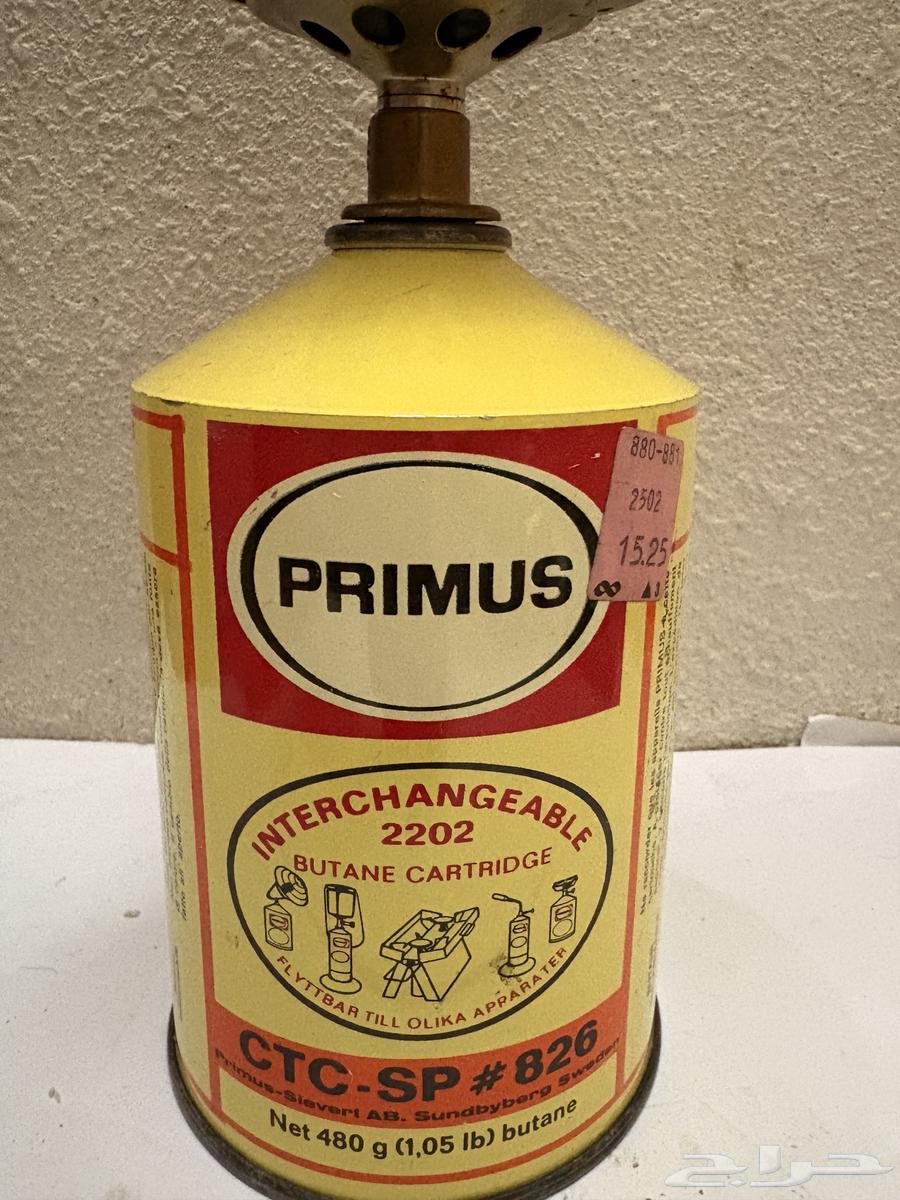 880-881
2502
15.25
PRIMUS
INTERCHANGEABLE
2202
BUTANE CARTRIDGE
FLYTTBAR TILL OLIKA APPARATER
CTC-SP # 826
Primus-Sievert AB. Sundbyberg Sweden
Net 480 g (1,05 lb) butane
حراج